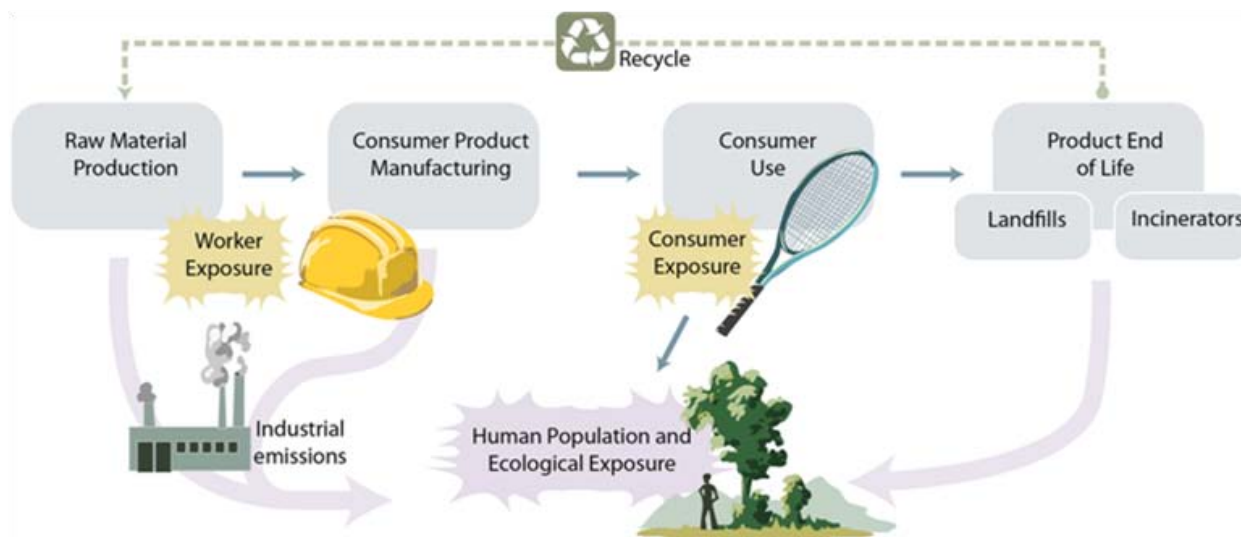 Recycle
Raw Material
Production
Consumer Product
Manufacturing
Consumer
Use
Product End
of Life
Landfills
Incinerators
Worker
Exposure
Consumer
Exposure
Industrial
emissions
Human Population and
Ecological Exposure